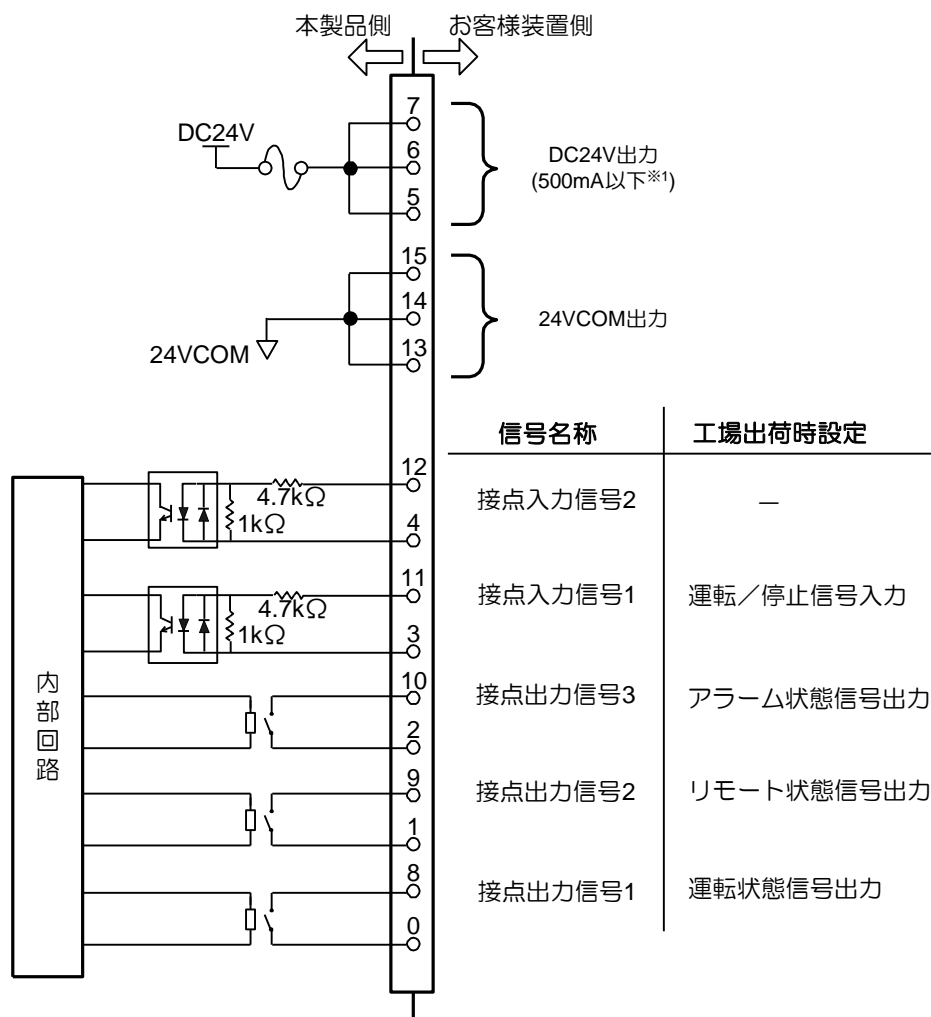 本製品側 お客様装置側
DC24V
7
6
5
DC24V出力
(500mA以下※1)
15
14
13
24VCOM
24VCOM出力
信号名称 工場出荷時設定
12
4.7kΩ
1kΩ
4
接点入力信号2 —
11
4.7kΩ
1kΩ
3
接点入力信号1 運転／停止信号入力
内部回路
10
2
接点出力信号3 アラーム状態信号出力
9
1
接点出力信号2 リモート状態信号出力
8
0
接点出力信号1 運転状態信号出力